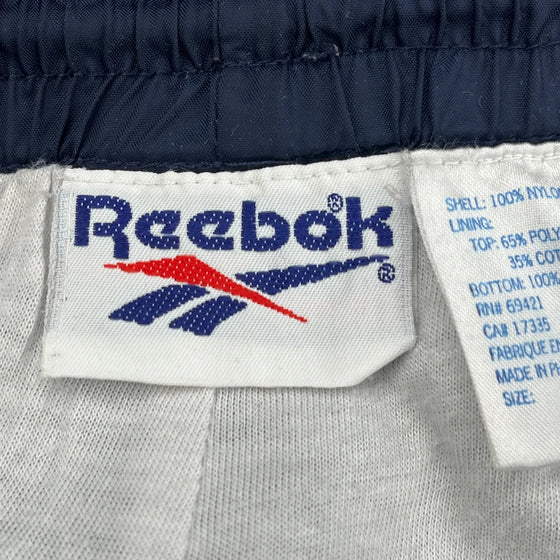 Reebok®
®
SHELL: 100% NYLO
LINING:
TOP: 65% POLY
35% COT
BOTTOM: 100%
RN# 69421
CA# 17335
FABRIQUE EN
MADE IN P
SIZE: